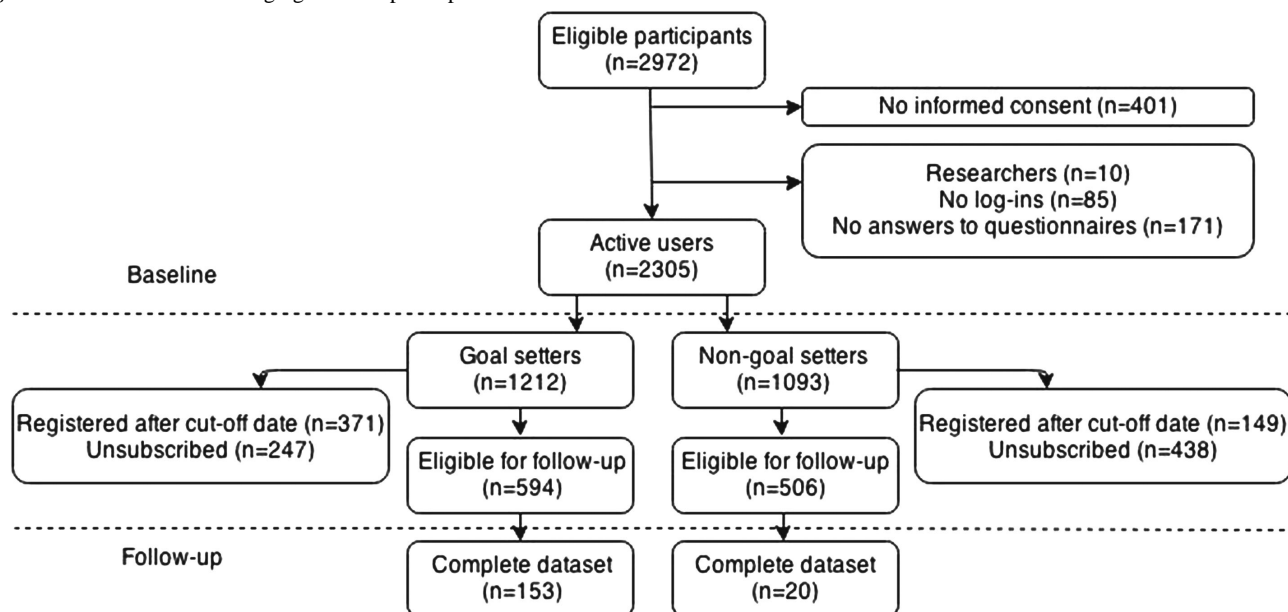 Eligible participants
(n=2972)
No informed consent (n=401)
Researchers (n=10)
No log-ins (n=85)
No answers to questionnaires (n=171)
Active users
(n=2305)
Baseline
Goal setters
(n=1212)
Non-goal setters
(n=1093)
Registered after cut-off date (n=371)
Unsubscribed (n=247)
Registered after cut-off date (n=149)
Unsubscribed (n=438)
Eligible for follow-up
(n=594)
Eligible for follow-up
(n=506)
Follow-up
Complete dataset
(n=153)
Complete dataset
(n=20)